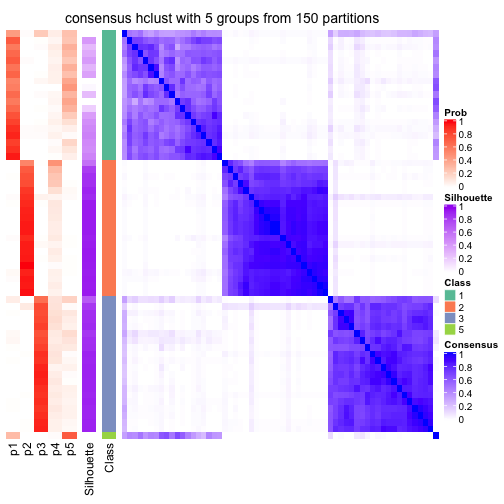 consensus hclust with 5 groups from 150 partitions
Prob
1
0.8
0.6
0.4
0.2
0
Silhouette
1
0.8
0.6
0.4
0.2
0
Class
1
2
3
5
Consensus
1
0.8
0.6
0.4
0.2
0
p1
p2
p3
p4
p5
Silhouette
Class